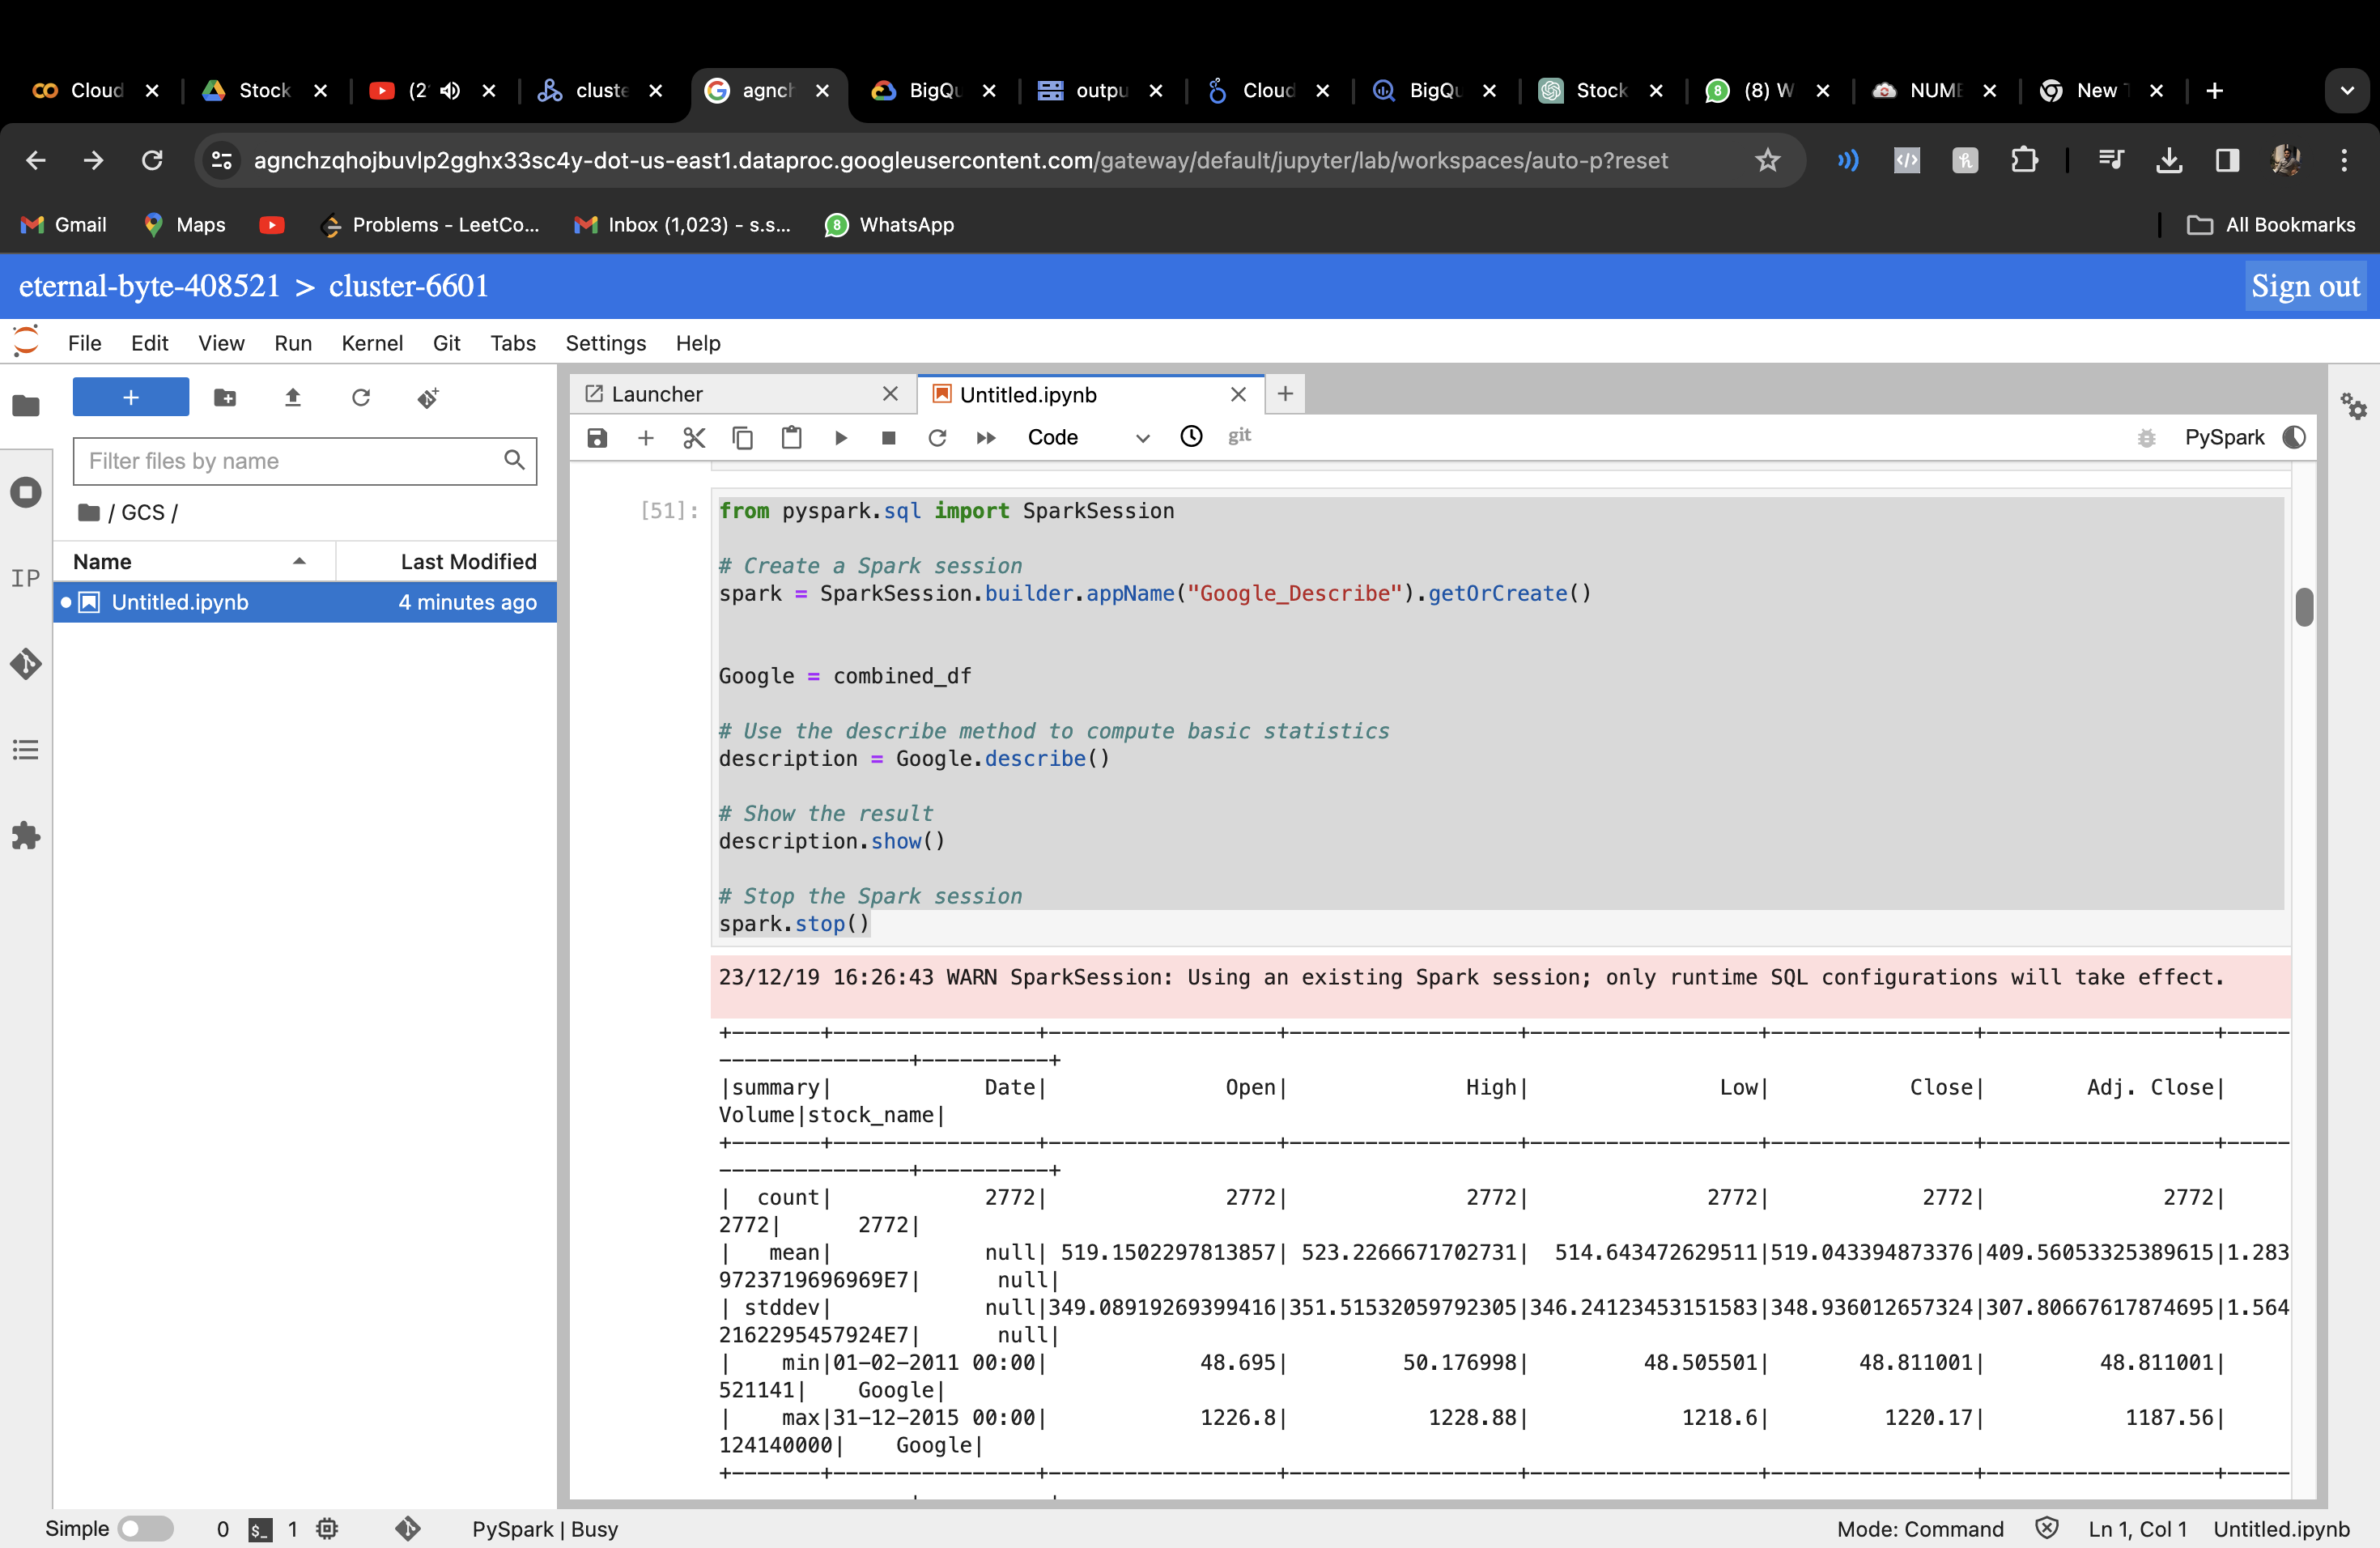 Cloud
Stock
(2
cluste
agnch
BigQu
outpu
Cloud
BigQu
Stock
(8) W
NUME
New T
agnchzqhojbuvlp2gghx33sc4y-dot-us-east1.dataproc.googleusercontent.com/gateway/default/jupyter/lab/workspaces/auto-p?reset
Gmail
Maps
Problems - LeetCo...
Inbox (1,023) - s.s...
8 WhatsApp
All Bookmarks
eternal-byte-408521 > cluster-6601
Sign out
File Edit View Run Kernel Git Tabs Settings Help
Launcher
Untitled.ipynb
Code
git
PySpark
Filter files by name
/ GCS /
IP
Name Last Modified
Untitled.ipynb 4 minutes ago
[51]:
from pyspark.sql import SparkSession
# Create a Spark session
spark = SparkSession.builder.appName("Google_Describe").getOrCreate()
Google = combined_df
# Use the describe method to compute basic statistics
description = Google.describe()
# Show the result
description.show()
# Stop the Spark session
spark.stop()
23/12/19 16:26:43 WARN SparkSession: Using an existing Spark session; only runtime SQL configurations will take effect.
+-------+----------------+------------------+------------------+------------------+----------------+------------------+-----
---------------+----------+
|summary|            Date|              Open|              High|               Low|           Close|        Adj. Close|
Volume|stock_name|
+-------+----------------+------------------+------------------+------------------+----------------+------------------+-----
---------------+----------+
|  count|            2772|              2772|              2772|              2772|            2772|              2772|
2772|      2772|
|   mean|            null| 519.1502297813857| 523.2266671702731|  514.643472629511|519.043394873376|409.56053325389615|1.283
9723719696969E7|      null|
| stddev|            null|349.08919269399416|351.51532059792305|346.24123453151583|348.936012657324|307.80667617874695|1.564
2162295457924E7|      null|
|    min|01-02-2011 00:00|            48.695|         50.176998|         48.505501|       48.811001|         48.811001|
521141|    Google|
|    max|31-12-2015 00:00|            1226.8|           1228.88|            1218.6|         1220.17|           1187.56|
124140000|    Google|
+-------+----------------+------------------+------------------+------------------+----------------+------------------+-----
Simple 0 $_ 1 PySpark | Busy
Mode: Command Ln 1, Col 1 Untitled.ipynb